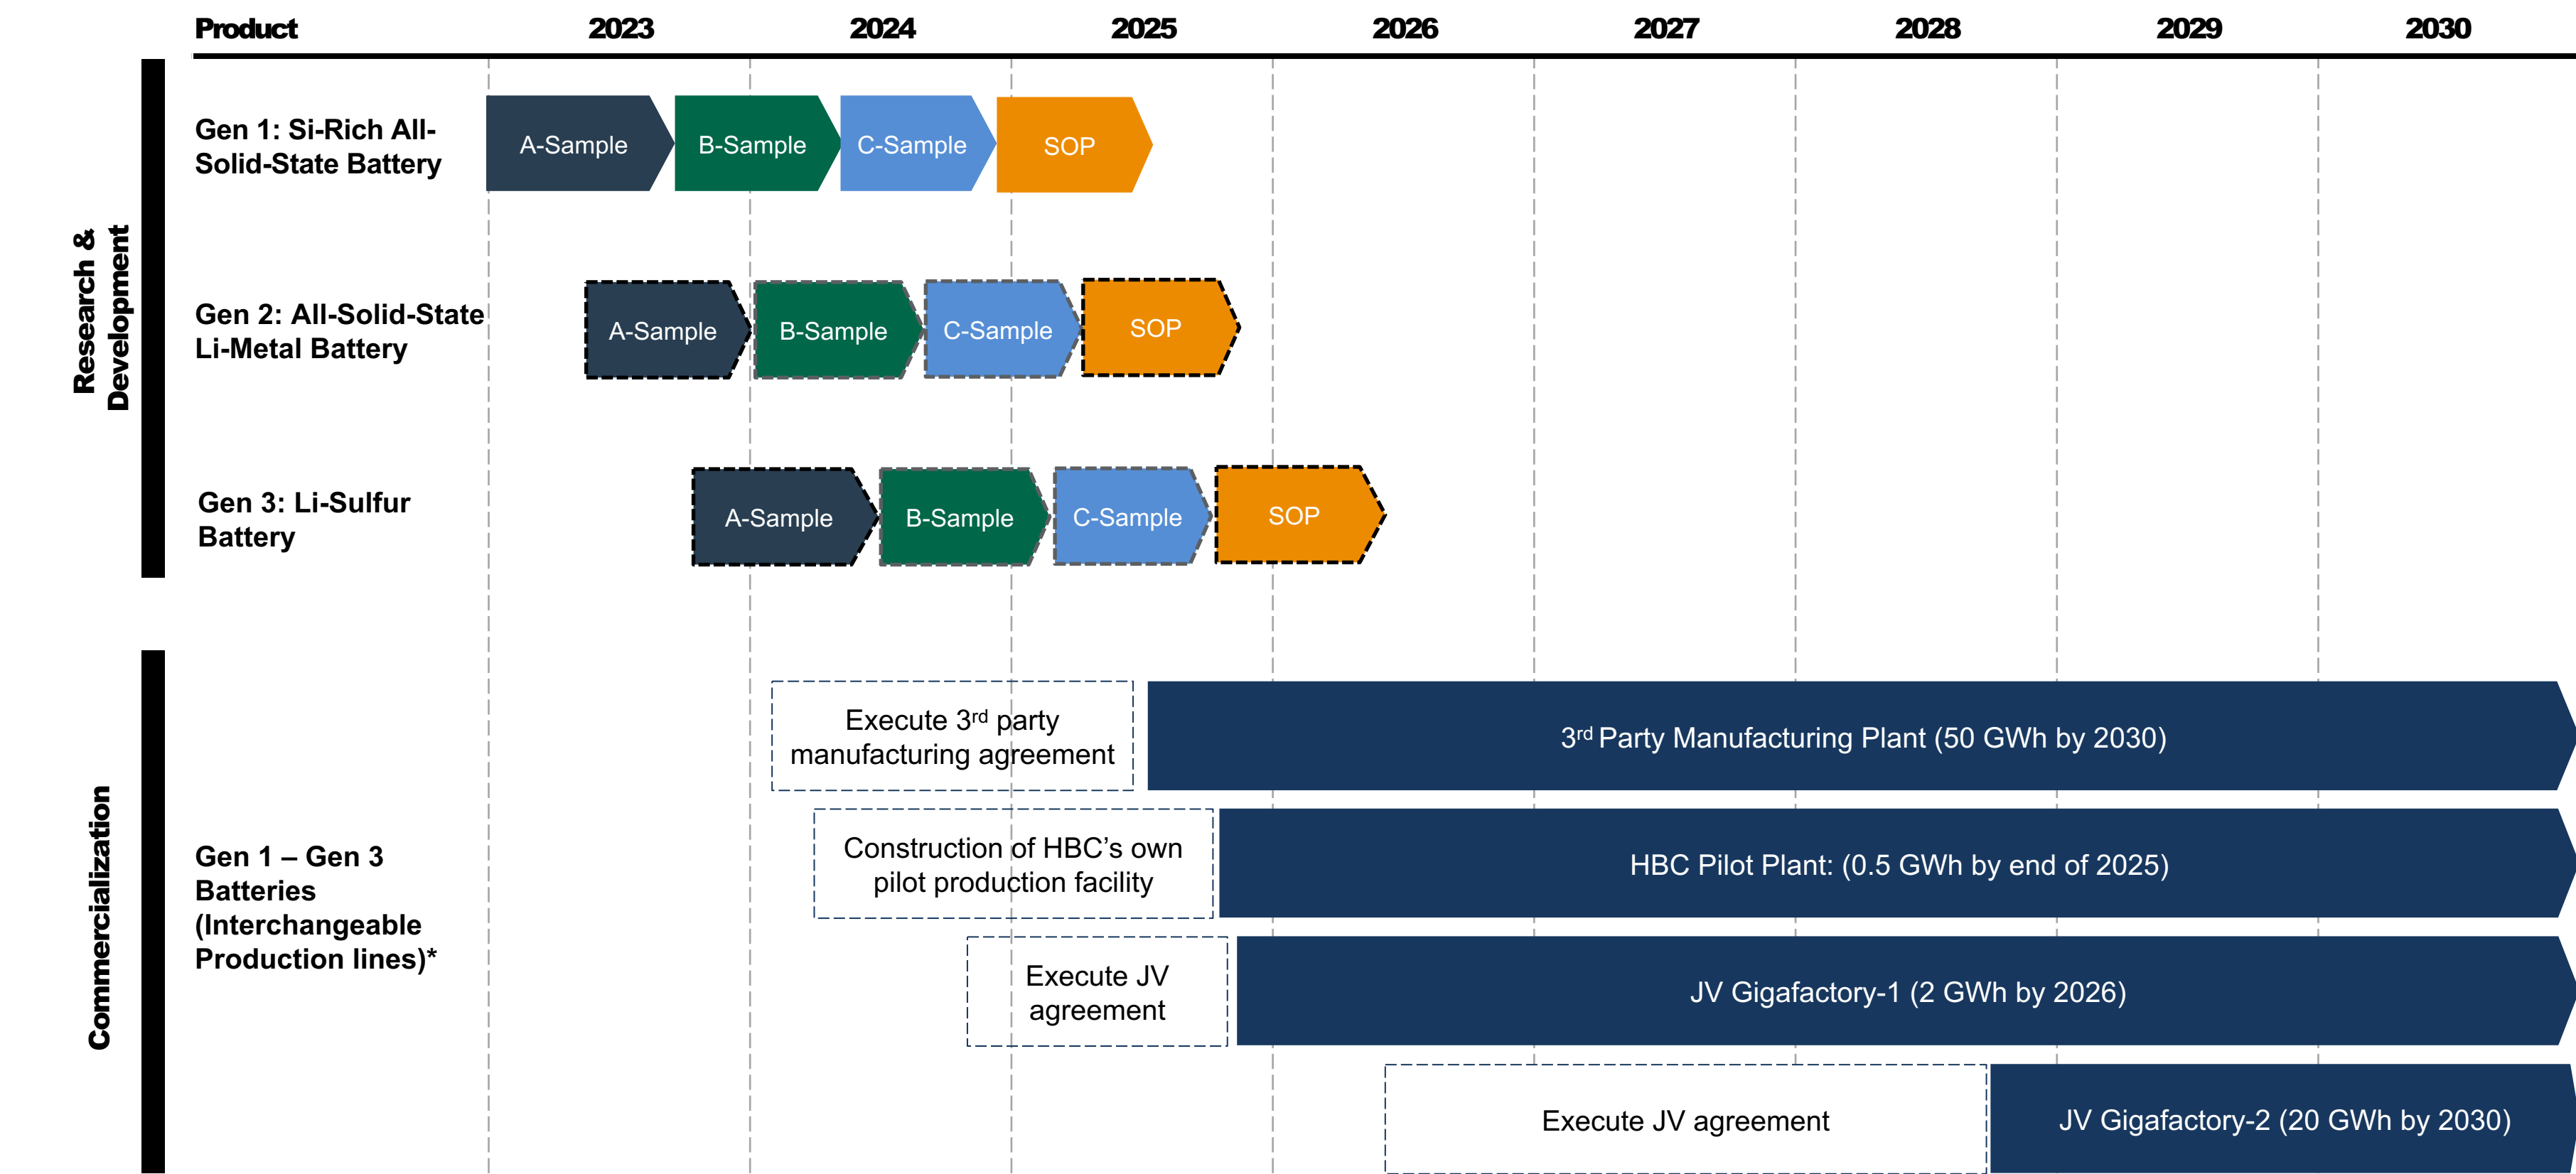 Product 2023 2024 2025 2026 2027 2028 2029 2030
Research &
Development
Gen 1: Si-Rich All-
Solid-State Battery
A-Sample B-Sample C-Sample SOP
Gen 2: All-Solid-State
Li-Metal Battery
A-Sample B-Sample C-Sample SOP
Gen 3: Li-Sulfur
Battery
A-Sample B-Sample C-Sample SOP
Commercialization
Gen 1 – Gen 3
Batteries
(Interchangeable
Production lines)*
Execute 3rd party
manufacturing agreement
3rd Party Manufacturing Plant (50 GWh by 2030)
Construction of HBC’s own
pilot production facility
HBC Pilot Plant: (0.5 GWh by end of 2025)
Execute JV
agreement
JV Gigafactory-1 (2 GWh by 2026)
Execute JV agreement
JV Gigafactory-2 (20 GWh by 2030)